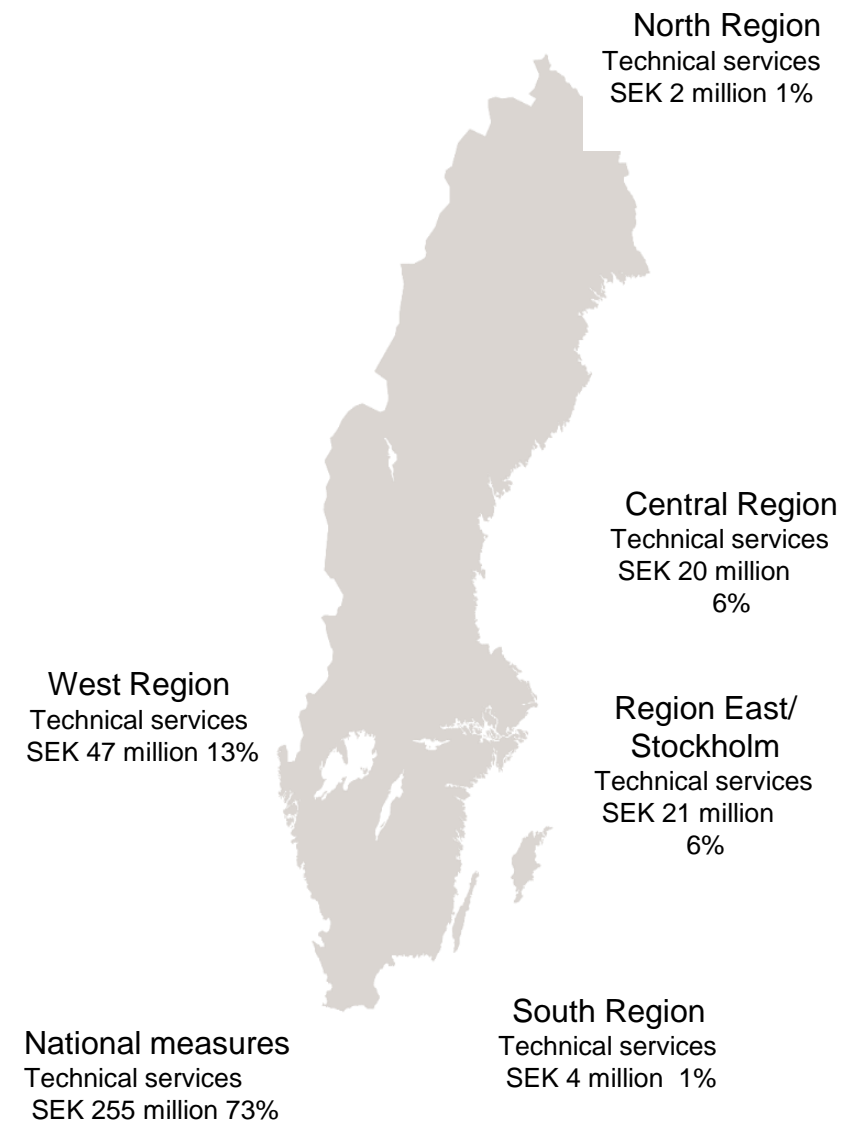 North Region
Technical services
SEK 2 million 1%
Central Region
Technical services
SEK 20 million
6%
West Region
Technical services
SEK 47 million 13%
Region East/
Stockholm
Technical services
SEK 21 million
6%
South Region
Technical services
SEK 4 million 1%
National measures
Technical services
SEK 255 million 73%